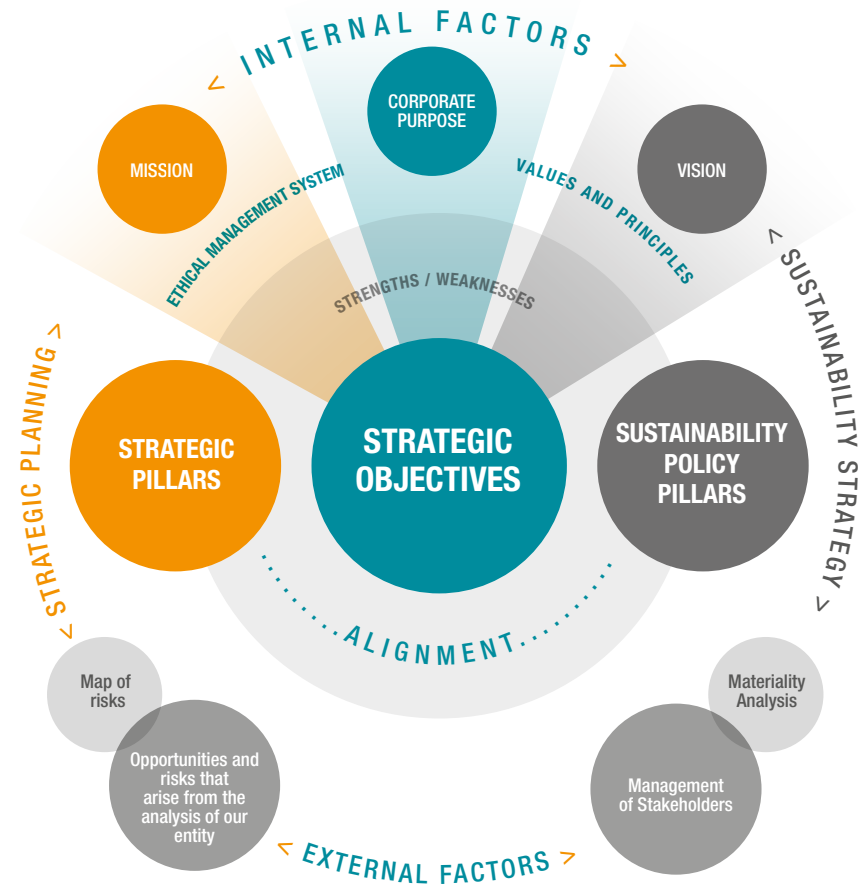 < INTERNAL FACTORS >
CORPORATE
PURPOSE
MISSION
VISION
ETHICAL MANAGEMENT SYSTEM
VALUES AND PRINCIPLES
STRENGTHS / WEAKNESSES
< STRATEGIC PLANNING >
< SUSTAINABILITY STRATEGY >
STRATEGIC
PILLARS
STRATEGIC
OBJECTIVES
SUSTAINABILITY
POLICY
PILLARS
.........ALIGNMENT.........
Map of
risks
Opportunities and
risks that
arise from the
analysis of our
entity
Materiality
Analysis
Management
of Stakeholders
< EXTERNAL FACTORS >